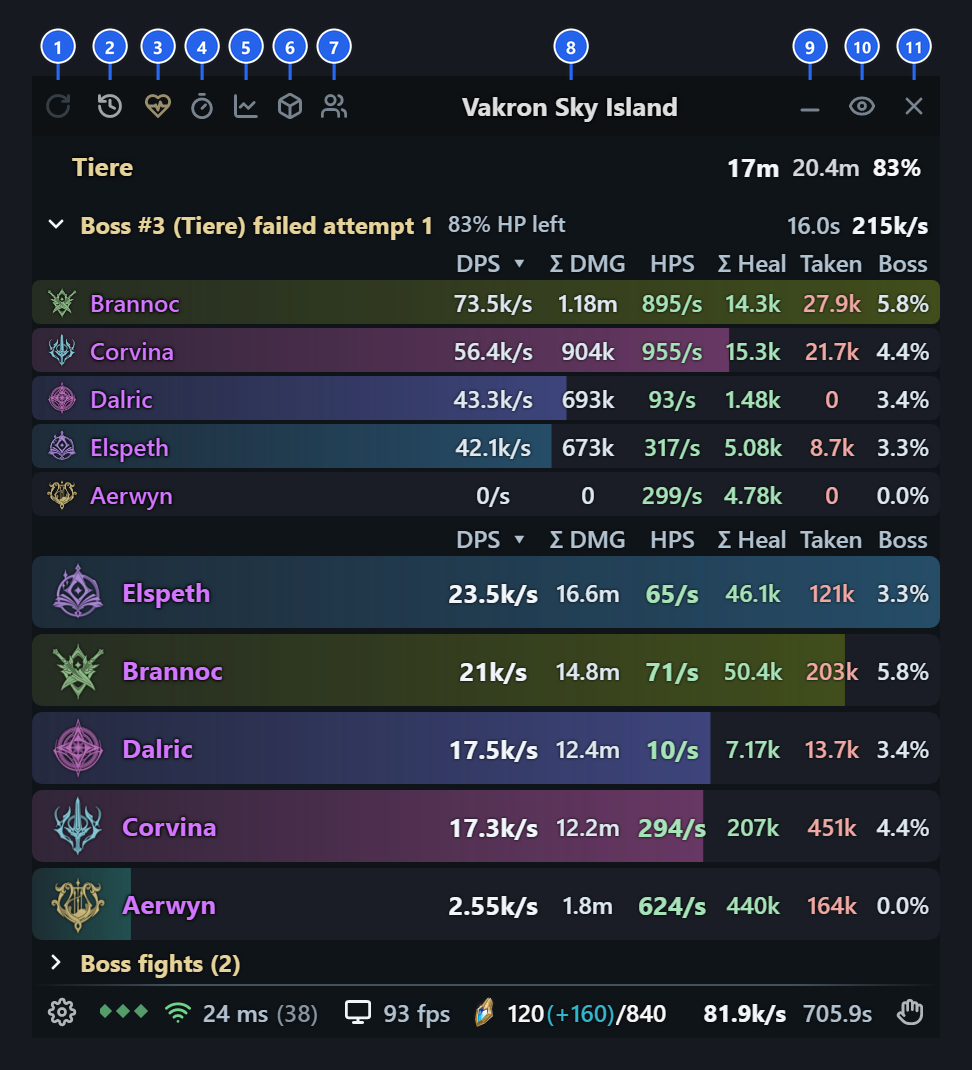 1 2 3 4 5 6 7 8 9 10 11
Vakron Sky Island
Tiere 17m 20.4m 83%
Boss #3 (Tiere) failed attempt 1 83% HP left 16.0s 215k/s
DPS ▼ Σ DMG HPS Σ Heal Taken Boss
Brannoc 73.5k/s 1.18m 895/s 14.3k 27.9k 5.8%
Corvina 56.4k/s 904k 955/s 15.3k 21.7k 4.4%
Dalric 43.3k/s 693k 93/s 1.48k 0 3.4%
Elspeth 42.1k/s 673k 317/s 5.08k 8.7k 3.3%
Aerwyn 0/s 0 299/s 4.78k 0 0.0%
DPS ▼ Σ DMG HPS Σ Heal Taken Boss
Elspeth 23.5k/s 16.6m 65/s 46.1k 121k 3.3%
Brannoc 21k/s 14.8m 71/s 50.4k 203k 5.8%
Dalric 17.5k/s 12.4m 10/s 7.17k 13.7k 3.4%
Corvina 17.3k/s 12.2m 294/s 207k 451k 4.4%
Aerwyn 2.55k/s 1.8m 624/s 440k 164k 0.0%
Boss fights (2)
24 ms (38) 93 fps 120(+160)/840 81.9k/s 705.9s